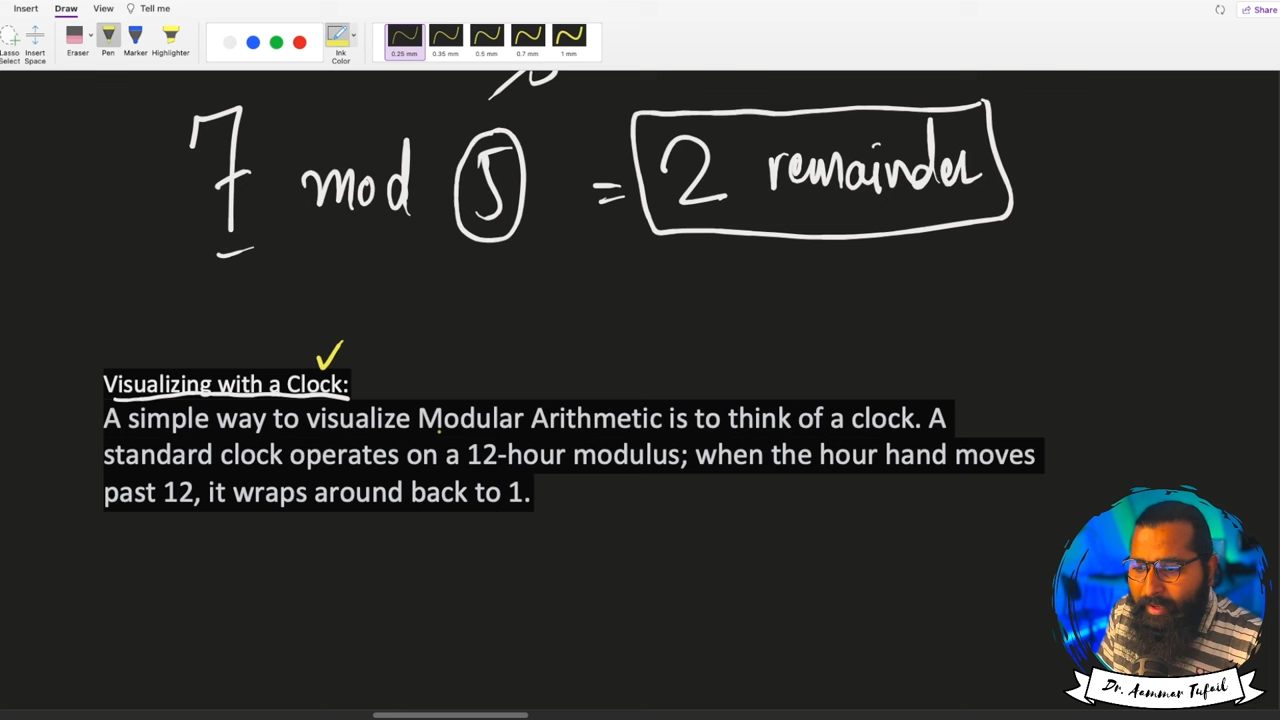 Insert Draw View Tell me Share
Lasso Select Insert Space Eraser Pen Marker Highlighter Ink Color 0.25 mm 0.35 mm 0.5 mm 0.7 mm 1 mm
7 mod 5 = 2 remainder
Visualizing with a Clock:
A simple way to visualize Modular Arithmetic is to think of a clock. A
standard clock operates on a 12-hour modulus; when the hour hand moves
past 12, it wraps around back to 1.
Dr. Aammar Tufail